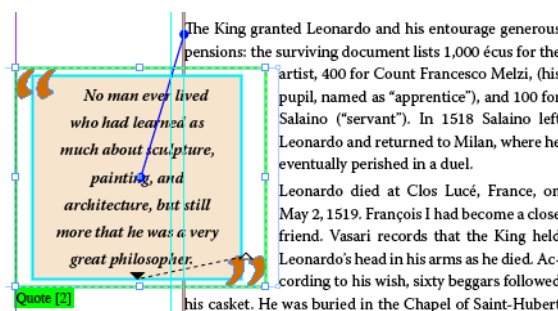 The King granted Leonardo and his entourage generous
pensions: the surviving document lists 1,000 écus for the
artist, 400 for Count Francesco Melzi, (his
pupil, named as “apprentice”), and 100 for
Salaino (“servant”). In 1518 Salaino left
Leonardo and returned to Milan, where he
eventually perished in a duel.
Leonardo died at Clos Lucé, France, on
May 2, 1519. François I had become a close
friend. Vasari records that the King held
Leonardo’s head in his arms as he died. Ac-
cording to his wish, sixty beggars followed
his casket. He was buried in the Chapel of Saint-Hubert
“
No man ever lived
who had learned as
much about sculpture,
painting, and
architecture, but still
more that he was a very
great philosopher.
”
Quote [2]